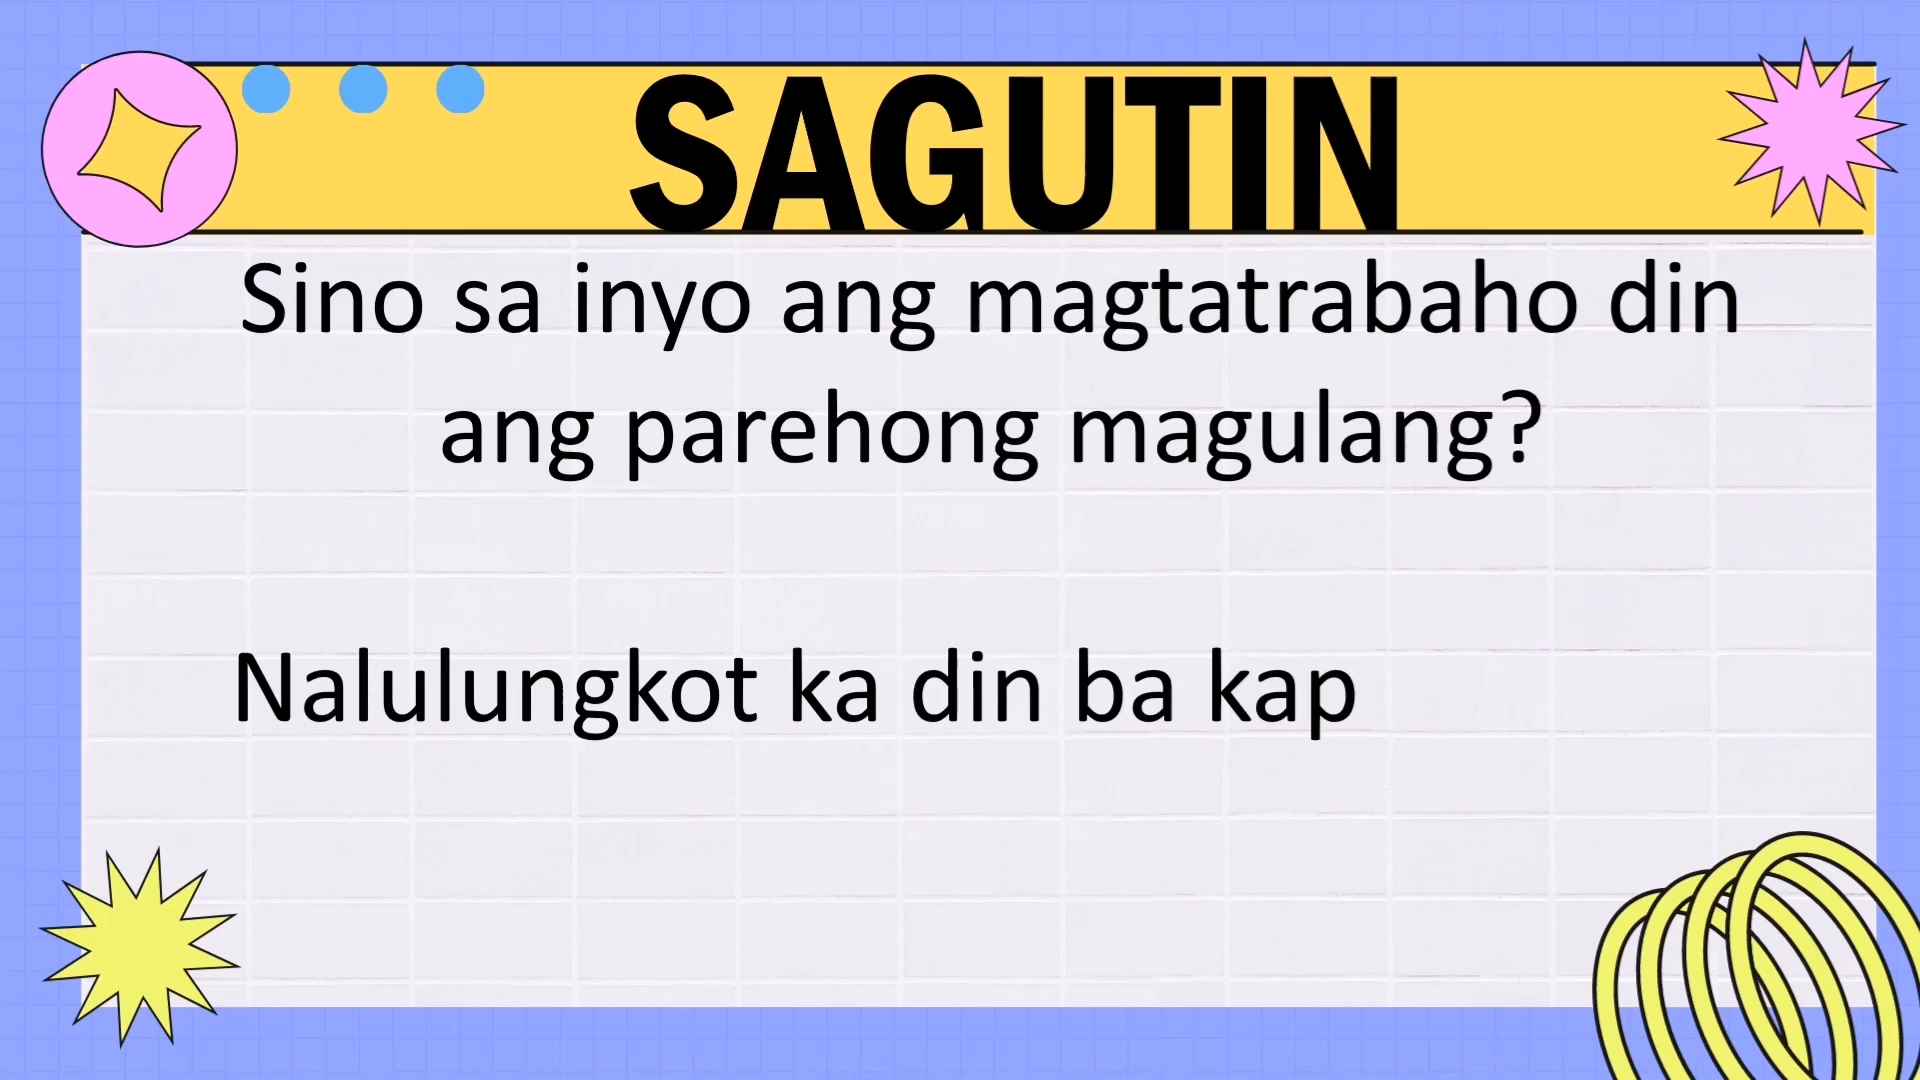 SAGUTIN
Sino sa inyo ang magtatrabaho din
ang parehong magulang?
Nalulungkot ka din ba kap